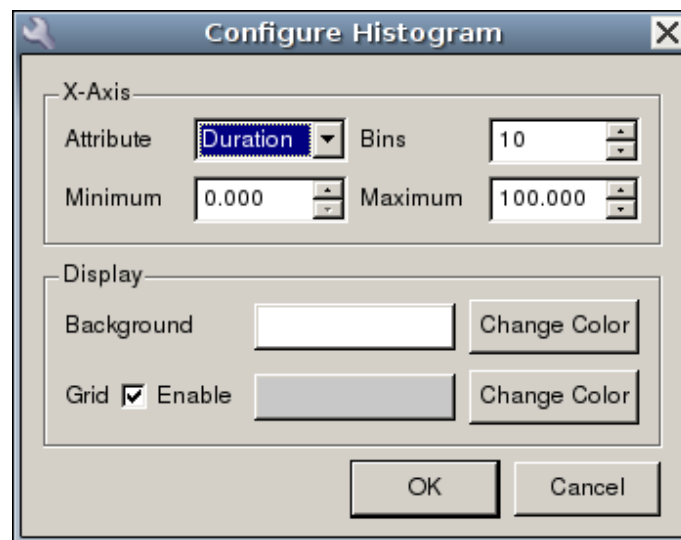 Configure Histogram
X-Axis
Attribute Duration Bins 10
Minimum 0.000 Maximum 100.000
Display
Background Change Color
Grid Enable Change Color
OK Cancel